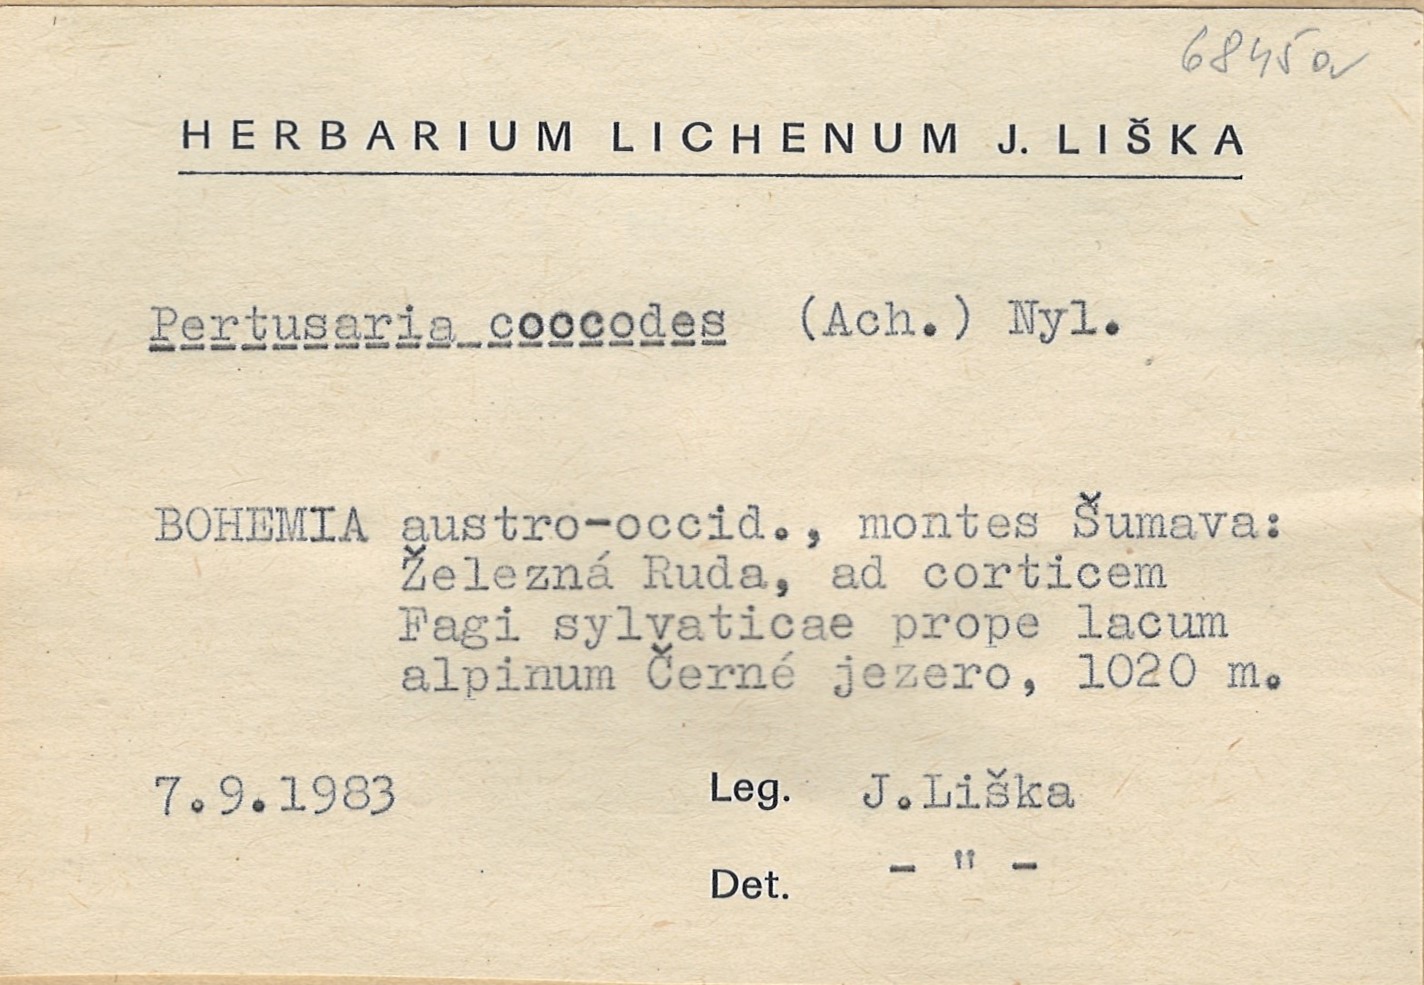 6845a
HERBARIUM LICHENUM J. LIŠKA
Pertusaria coccodes (Ach.) Nyl.
BOHEMIA austro-occid., montes Šumava:
Železná Ruda, ad corticem
Fagi sylvaticae prope lacum
alpinum Černé jezero, 1020 m.
7.9.1983 Leg. J.Liška
Det. - " -